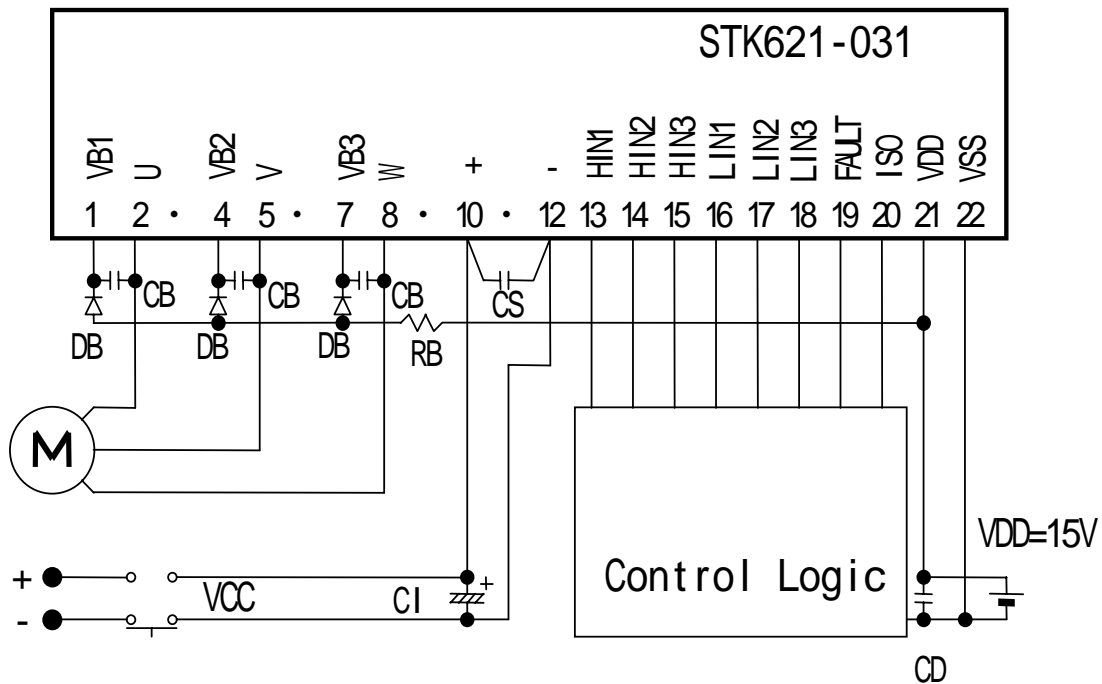 STK621-031
VB1 U VB2 V VB3 W + - HIN1 HIN2 HIN3 LIN1 LIN2 LIN3 FAULT ISO VDD VSS
1 2 · 4 5 · 7 8 · 10 · 12 13 14 15 16 17 18 19 20 21 22
CB CB CB CS
DB DB DB RB
M
VDD=15V
+ VCC CI + Control Logic
-
CD